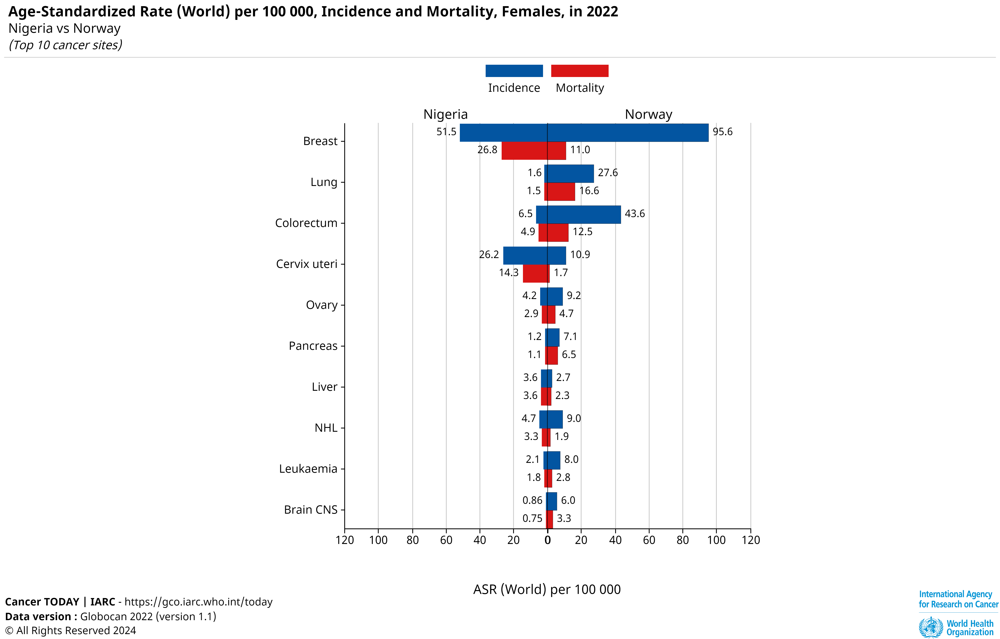 Age-Standardized Rate (World) per 100 000, Incidence and Mortality, Females, in 2022
Nigeria vs Norway
(Top 10 cancer sites)
Incidence Mortality
Nigeria Norway
51.5 95.6
Breast
26.8 11.0
1.6 27.6
Lung
1.5 16.6
6.5 43.6
Colorectum
4.9 12.5
26.2 10.9
Cervix uteri
14.3 1.7
4.2 9.2
Ovary
2.9 4.7
1.2 7.1
Pancreas
1.1 6.5
3.6 2.7
Liver
3.6 2.3
4.7 9.0
NHL
3.3 1.9
2.1 8.0
Leukaemia
1.8 2.8
0.86 6.0
Brain CNS
0.75 3.3
120 100 80 60 40 20 0 20 40 60 80 100 120
ASR (World) per 100 000
Cancer TODAY | IARC - https://gco.iarc.who.int/today
Data version : Globocan 2022 (version 1.1)
© All Rights Reserved 2024
International Agency
for Research on Cancer
World Health
Organization